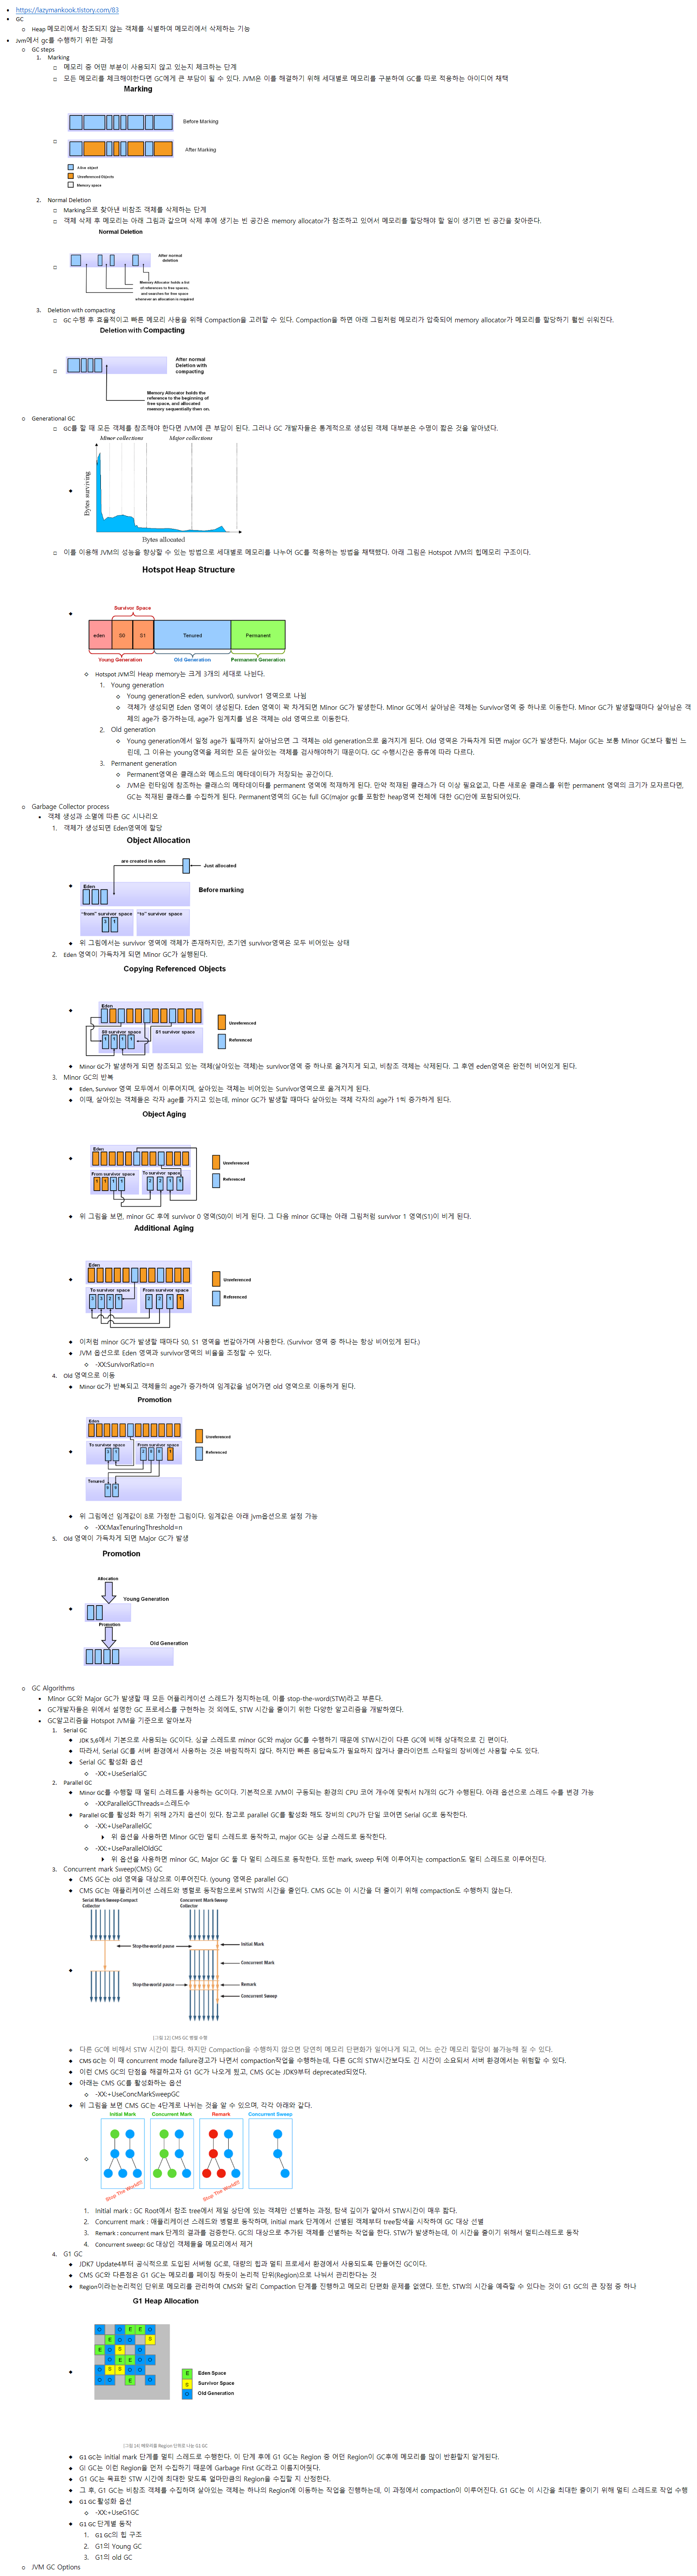 https://lazymankook.tistory.com/83
GC
Heap 메모리에서 참조되지 않는 객체를 식별하여 메모리에서 삭제하는 기능
Jvm에서 gc를 수행하기 위한 과정
GC steps
1. Marking
메모리 중 어떤 부분이 사용되지 않고 있는지 체크하는 단계
모든 메모리를 체크해야한다면 GC에게 큰 부담이 될 수 있다. JVM은 이를 해결하기 위해 세대별로 메모리를 구분하여 GC를 따로 적용하는 아이디어 채택
Marking
Before Marking
After Marking
Alive object
Unreferenced Objects
Memory space
2. Normal Deletion
Marking으로 찾아낸 비참조 객체를 삭제하는 단계
객체 삭제 후 메모리는 아래 그림과 같으며 삭제 후에 생기는 빈 공간은 memory allocator가 참조하고 있어서 메모리를 할당해야 할 일이 생기면 빈 공간을 찾아준다.
Normal Deletion
After normal
deletion
Memory Allocator holds a list
of references to free spaces,
and searches for free space
whenever an allocation is required
3. Deletion with compacting
GC 수행 후 효율적이고 빠른 메모리 사용을 위해 Compaction을 고려할 수 있다. Compaction을 하면 아래 그림처럼 메모리가 압축되어 memory allocator가 메모리를 할당하기 훨씬 쉬워진다.
Deletion with Compacting
After normal
Deletion with
compacting
Memory Allocator holds the
reference to the beginning of
free space, and allocated
memory sequentially then on.
Generational GC
GC를 할 때 모든 객체를 참조해야 한다면 JVM에 큰 부담이 된다. 그러나 GC 개발자들은 통계적으로 생성된 객체 대부분은 수명이 짧은 것을 알아냈다.
Minor collections
Major collections
Bytes surviving
Bytes allocated
이를 이용해 JVM의 성능을 향상할 수 있는 방법으로 세대별로 메모리를 나누어 GC를 적용하는 방법을 채택했다. 아래 그림은 Hotspot JVM의 힙메모리 구조이다.
Hotspot Heap Structure
Survivor Space
eden S0 S1 Tenured Permanent
Young Generation Old Generation Permanent Generation
Hotspot JVM의 Heap memory는 크게 3개의 세대로 나뉜다.
1. Young generation
Young generation은 eden, survivor0, survivor1 영역으로 나뉨
객체가 생성되면 Eden 영역이 생성된다. Eden 영역이 꽉 차게되면 Minor GC가 발생한다. Minor GC에서 살아남은 객체는 Survivor영역 중 하나로 이동한다. Minor GC가 발생할때마다 살아남은 객
체의 age가 증가하는데, age가 임계치를 넘은 객체는 old 영역으로 이동한다.
2. Old generation
Young generation에서 일정 age가 될때까지 살아남으면 그 객체는 old generation으로 옮겨지게 된다. Old 영역은 가득차게 되면 major GC가 발생한다. Major GC는 보통 Minor GC보다 훨씬 느
린데, 그 이유는 young영역을 제외한 모든 살아있는 객체를 검사해야하기 때문이다. GC 수행시간은 종류에 따라 다르다.
3. Permanent generation
Permanent영역은 클래스와 메소드의 메타데이터가 저장되는 공간이다.
JVM은 런타임에 참조하는 클래스의 메타데이터를 permanent 영역에 적재하게 된다. 만약 적재된 클래스가 더 이상 필요없고, 다른 새로운 클래스를 위한 permanent 영역의 크기가 모자르다면,
GC는 적재된 클래스를 수집하게 된다. Permanent영역의 GC는 full GC(major gc를 포함한 heap영역 전체에 대한 GC)안에 포함되어있다.
Garbage Collector process
객체 생성과 소멸에 따른 GC 시나리오
1. 객체가 생성되면 Eden영역에 할당
Object Allocation
are created in eden
Just allocated
Eden
Before marking
"from" survivor space "to" survivor space
3 1
위 그림에서는 survivor 영역에 객체가 존재하지만, 초기엔 survivor영역은 모두 비어있는 상태
2. Eden 영역이 가득차게 되면 Minor GC가 실행된다.
Copying Referenced Objects
Eden
Unreferenced
S0 survivor space S1 survivor space
1 1 1 1
Referenced
Minor GC가 발생하게 되면 참조되고 있는 객체(살아있는 객체)는 survivor영역 중 하나로 옮겨지게 되고, 비참조 객체는 삭제된다. 그 후엔 eden영역은 완전히 비어있게 된다.
3. Minor GC의 반복
Eden, Survivor 영역 모두에서 이루어지며, 살아있는 객체는 비어있는 Survivor영역으로 옮겨지게 된다.
이때, 살아있는 객체들은 각자 age를 가지고 있는데, minor GC가 발생할 때마다 살아있는 객체 각자의 age가 1씩 증가하게 된다.
Object Aging
Eden
Unreferenced
From survivor space To survivor space
1 1 1 1 2 2 1 1
Referenced
위 그림을 보면, minor GC 후에 survivor 0 영역(S0)이 비게 된다. 그 다음 minor GC때는 아래 그림처럼 survivor 1 영역(S1)이 비게 된다.
Additional Aging
Eden
Unreferenced
To survivor space From survivor space
3 3 2 1 2 2 1 1
Referenced
이처럼 minor GC가 발생할 때마다 S0, S1 영역을 번갈아가며 사용한다. (Survivor 영역 중 하나는 항상 비어있게 된다.)
JVM 옵션으로 Eden 영역과 survivor영역의 비율을 조정할 수 있다.
-XX:SurvivorRatio=n
4. Old 영역으로 이동
Minor GC가 반복되고 객체들의 age가 증가하여 임계값을 넘어가면 old 영역으로 이동하게 된다.
Promotion
Eden
Unreferenced
To survivor space From survivor space
Referenced
Tenured
위 그림에선 임계값이 8로 가정한 그림이다. 임계값은 아래 jvm옵션으로 설정 가능
-XX:MaxTenuringThreshold=n
5. Old 영역이 가득차게 되면 Major GC가 발생
Promotion
Allocation
Young Generation
Promotion
Old Generation
GC Algorithms
Minor GC와 Major GC가 발생할 때 모든 어플리케이션 스레드가 정지하는데, 이를 stop-the-word(STW)라고 부른다.
GC개발자들은 위에서 설명한 GC 프로세스를 구현하는 것 외에도, STW 시간을 줄이기 위한 다양한 알고리즘을 개발하였다.
GC알고리즘을 Hotspot JVM을 기준으로 알아보자
1. Serial GC
JDK 5,6에서 기본으로 사용되는 GC이다. 싱글 스레드로 minor GC와 major GC를 수행하기 때문에 STW시간이 다른 GC에 비해 상대적으로 긴 편이다.
따라서, Serial GC를 서버 환경에서 사용하는 것은 바람직하지 않다. 하지만 빠른 응답속도가 필요하지 않거나 클라이언트 스타일의 장비에선 사용할 수도 있다.
Serial GC 활성화 옵션
-XX:+UseSerialGC
2. Parallel GC
Minor GC를 수행할 때 멀티 스레드를 사용하는 GC이다. 기본적으로 JVM이 구동되는 환경의 CPU 코어 개수에 맞춰서 N개의 GC가 수행된다. 아래 옵션으로 스레드 수를 변경 가능
-XX:ParallelGCThreads=스레드수
Parallel GC를 활성화 하기 위해 2가지 옵션이 있다. 참고로 parallel GC를 활성화 해도 장비의 CPU가 단일 코어면 Serial GC로 동작한다.
-XX:+UseParallelGC
위 옵션을 사용하면 Minor GC만 멀티 스레드로 동작하고, major GC는 싱글 스레드로 동작한다.
-XX:+UseParallelOldGC
위 옵션을 사용하면 minor GC, Major GC 둘 다 멀티 스레드로 동작한다. 또한 mark, sweep 뒤에 이루어지는 compaction도 멀티 스레드로 이루어진다.
3. Concurrent mark Sweep(CMS) GC
CMS GC는 old 영역을 대상으로 이루어진다. (young 영역은 parallel GC)
CMS GC는 애플리케이션 스레드와 병렬로 동작함으로써 STW의 시간을 줄인다. CMS GC는 이 시간을 더 줄이기 위해 compaction도 수행하지 않는다.
Serial Mark-Sweep-Compact
Collector
Concurrent Mark-Sweep
Collector
Stop-the-world pause
Initial Mark
Concurrent Mark
Stop-the-world pause
Remark
Concurrent Sweep
[그림 12] CMS GC 병렬 수행
다른 GC에 비해서 STW 시간이 짧다. 하지만 Compaction을 수행하지 않으면 당연히 메모리 단편화가 일어나게 되고, 어느 순간 메모리 할당이 불가능해 질 수 있다.
CMS GC는 이 때 concurrent mode failure경고가 나면서 compaction작업을 수행하는데, 다른 GC의 STW시간보다도 긴 시간이 소요되서 서버 환경에서는 위험할 수 있다.
이런 CMS GC의 단점을 해결하고자 G1 GC가 나오게 됬고, CMS GC는 JDK9부터 deprecated되었다.
아래는 CMS GC를 활성화하는 옵션
-XX:+UseConcMarkSweepGC
위 그림을 보면 CMS GC는 4단계로 나뉘는 것을 알 수 있으며, 각각 아래와 같다.
Initial Mark Concurrent Mark Remark Concurrent Sweep
Stop The World!!! Stop The World!!!
1. Initial mark : GC Root에서 참조 tree에서 제일 상단에 있는 객체만 선별하는 과정, 탐색 깊이가 얕아서 STW시간이 매우 짧다.
2. Concurrent mark : 애플리케이션 스레드와 병렬로 동작하며, initial mark 단계에서 선별된 객체부터 tree탐색을 시작하여 GC 대상 선별
3. Remark : concurrent mark 단계의 결과를 검증한다. GC의 대상으로 추가된 객체를 선별하는 작업을 한다. STW가 발생하는데, 이 시간을 줄이기 위해서 멀티스레드로 동작
4. Concurrent sweep: GC 대상인 객체들을 메모리에서 제거
4. G1 GC
JDK7 Update4부터 공식적으로 도입된 서버형 GC로, 대량의 힙과 멀티 프로세서 환경에서 사용되도록 만들어진 GC이다.
CMS GC와 다른점은 G1 GC는 메모리를 페이징 하듯이 논리적 단위(Region)으로 나눠서 관리한다는 것
Region이라는논리적인 단위로 메모리를 관리하여 CMS와 달리 Compaction 단계를 진행하고 메모리 단편화 문제를 없앴다. 또한, STW의 시간을 예측할 수 있다는 것이 G1 GC의 큰 장점 중 하나
G1 Heap Allocation
E Eden Space
S Survivor Space
O Old Generation
[그림 14] 메모리를 Region 단위로 나눈 G1 GC
G1 GC는 initial mark 단계를 멀티 스레드로 수행한다. 이 단계 후에 G1 GC는 Region 중 어떤 Region이 GC후에 메모리를 많이 반환할지 알게된다.
G! GC는 이런 Region을 먼저 수집하기 때문에 Garbage First GC라고 이름지어줫다.
G1 GC는 목표한 STW 시간에 최대한 맞도록 얼마만큼의 Region을 수집할 지 산정한다.
그 후, G1 GC는 비참조 객체를 수집하며 살아있는 객체는 하나의 Region에 이동하는 작업을 진행하는데, 이 과정에서 compaction이 이루어진다. G1 GC는 이 시간을 최대한 줄이기 위해 멀티 스레드로 작업 수행
G1 GC 활성화 옵션
-XX:+UseG1GC
G1 GC 단계별 동작
1. G1 GC의 힙 구조
2. G1의 Young GC
3. G1의 old GC
JVM GC Options